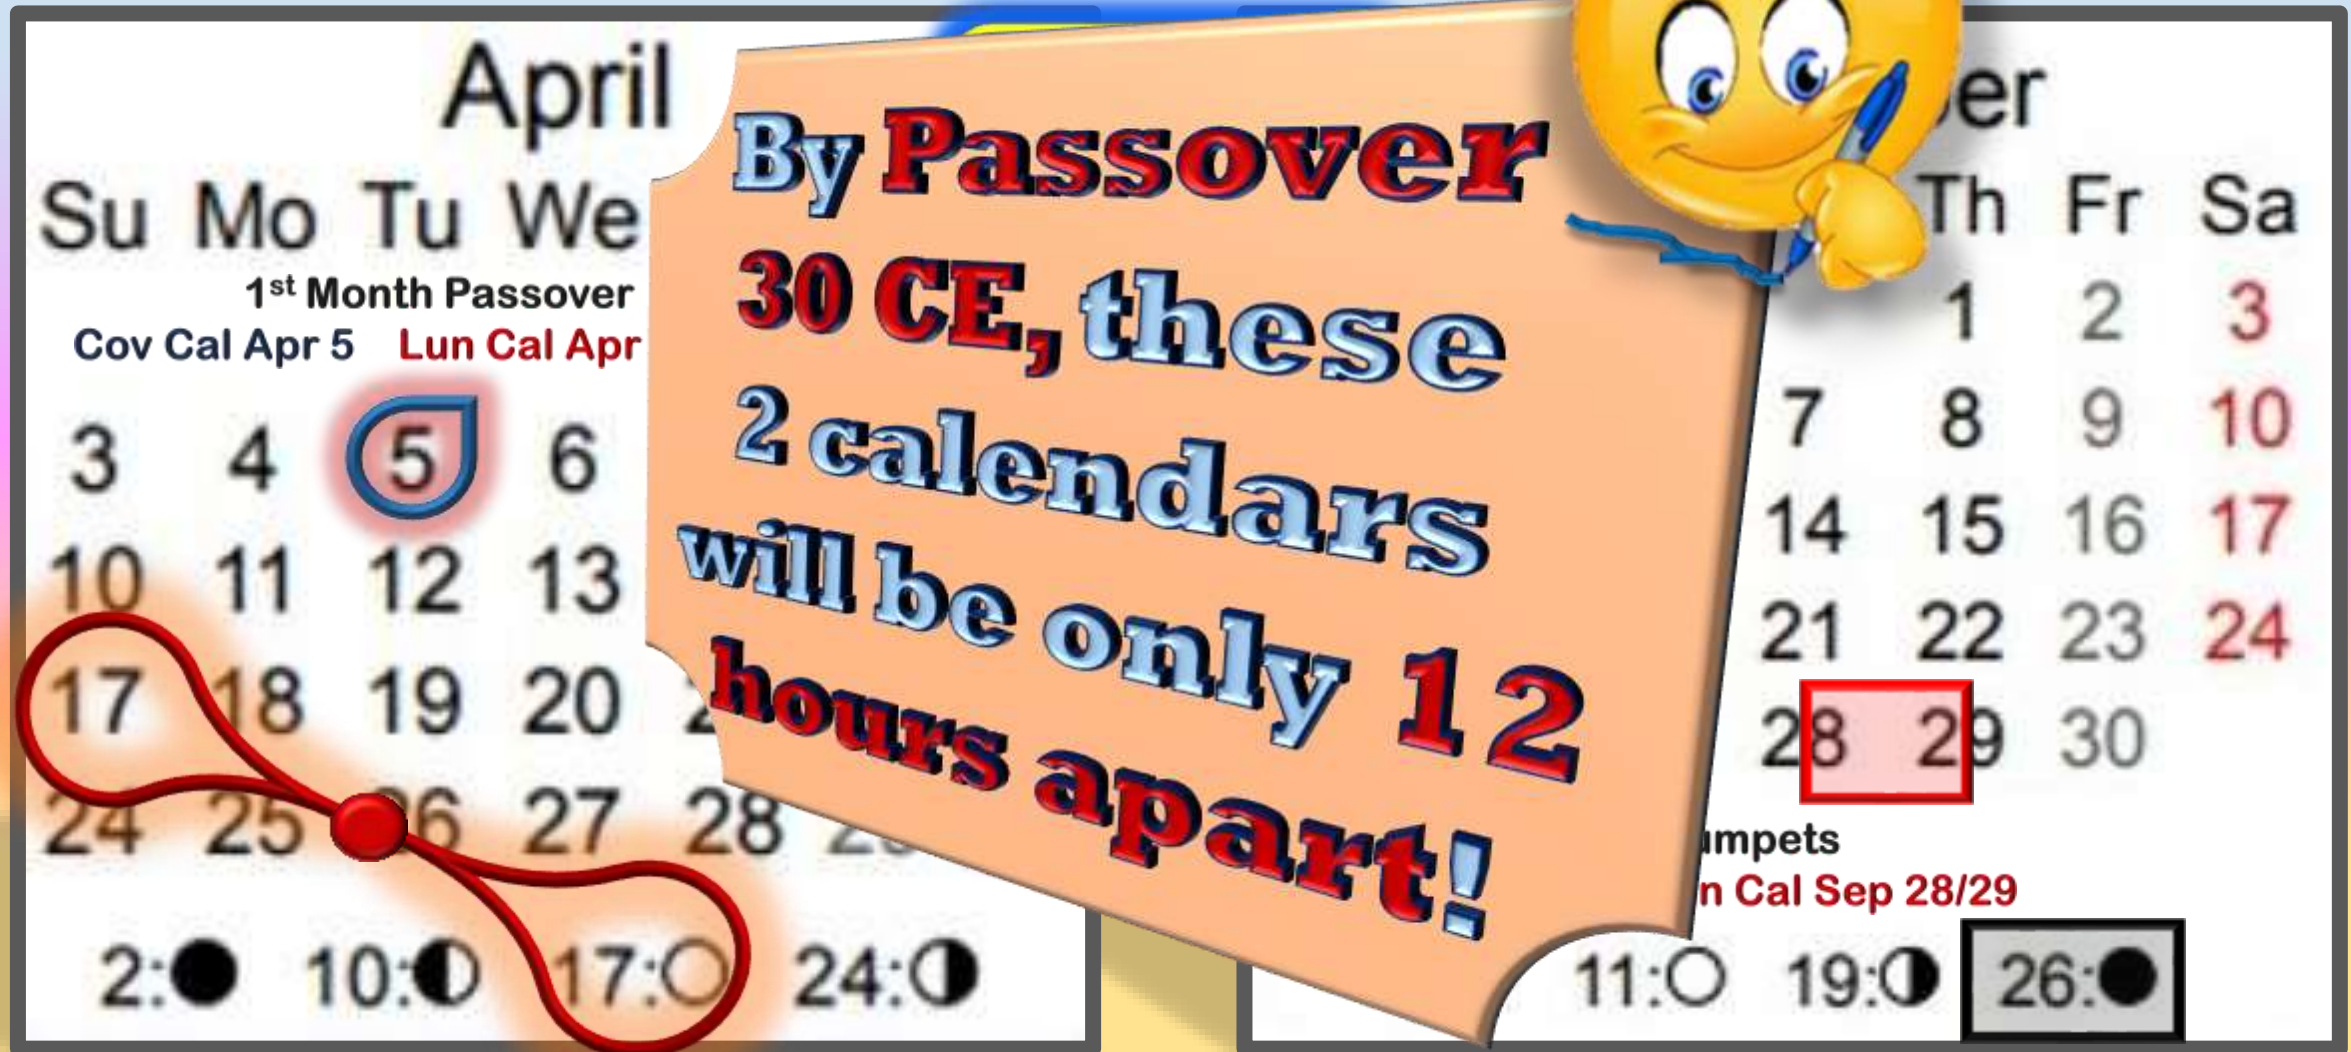 April
Su Mo Tu We
1st Month Passover
Cov Cal Apr 5 Lun Cal Apr
3 4 5 6
10 11 12 13
17 18 19 20
24 25 26 27 28
2: 10: 17: 24:
By Passover
30 CE, these
2 calendars
will be only 12
hours apart!
er
Th Fr Sa
1 2 3
7 8 9 10
14 15 16 17
21 22 23 24
28 29 30
umpets
n Cal Sep 28/29
11: 19: 26: